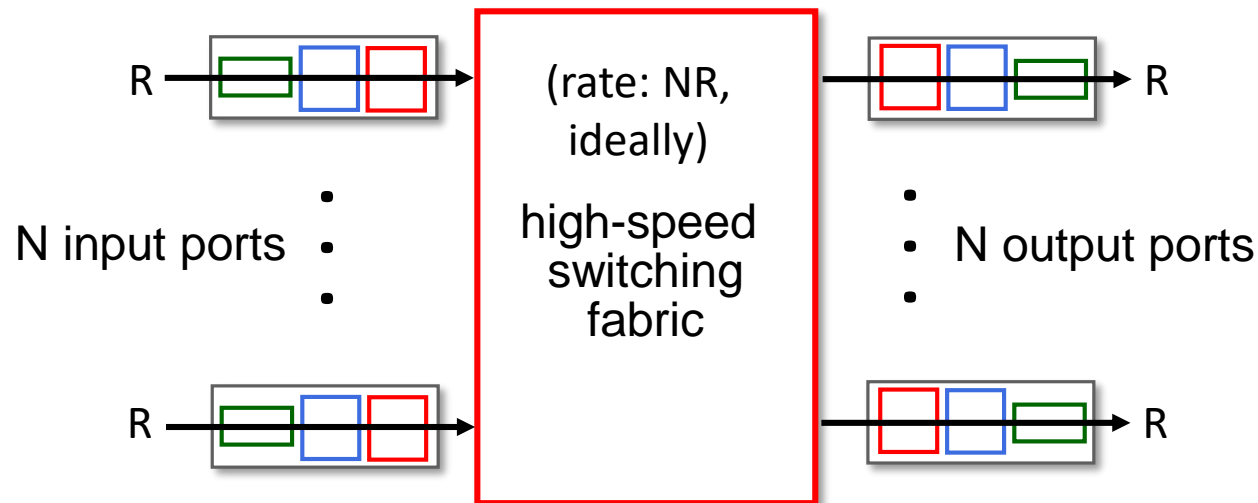 R
(rate: NR,
ideally)
R
N input ports
high-speed
switching
fabric
N output ports
R
R